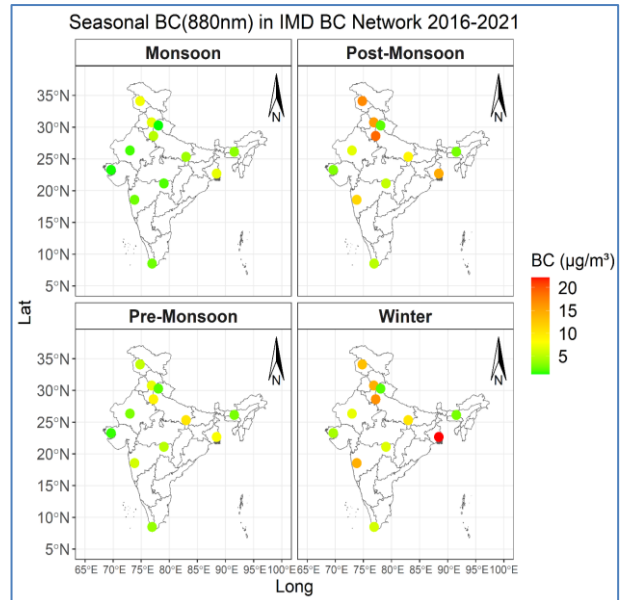 Seasonal BC(880nm) in IMD BC Network 2016-2021
Monsoon
Post-Monsoon
35°N
30°N
25°N
20°N
15°N
10°N
5°N
N
N
Pre-Monsoon
Winter
35°N
30°N
25°N
20°N
15°N
10°N
5°N
N
N
65°E 70°E 75°E 80°E 85°E 90°E 95°E 100°E 65°E 70°E 75°E 80°E 85°E 90°E 95°E 100°E
Lat
Long
BC (µg/m³)
20
15
10
5